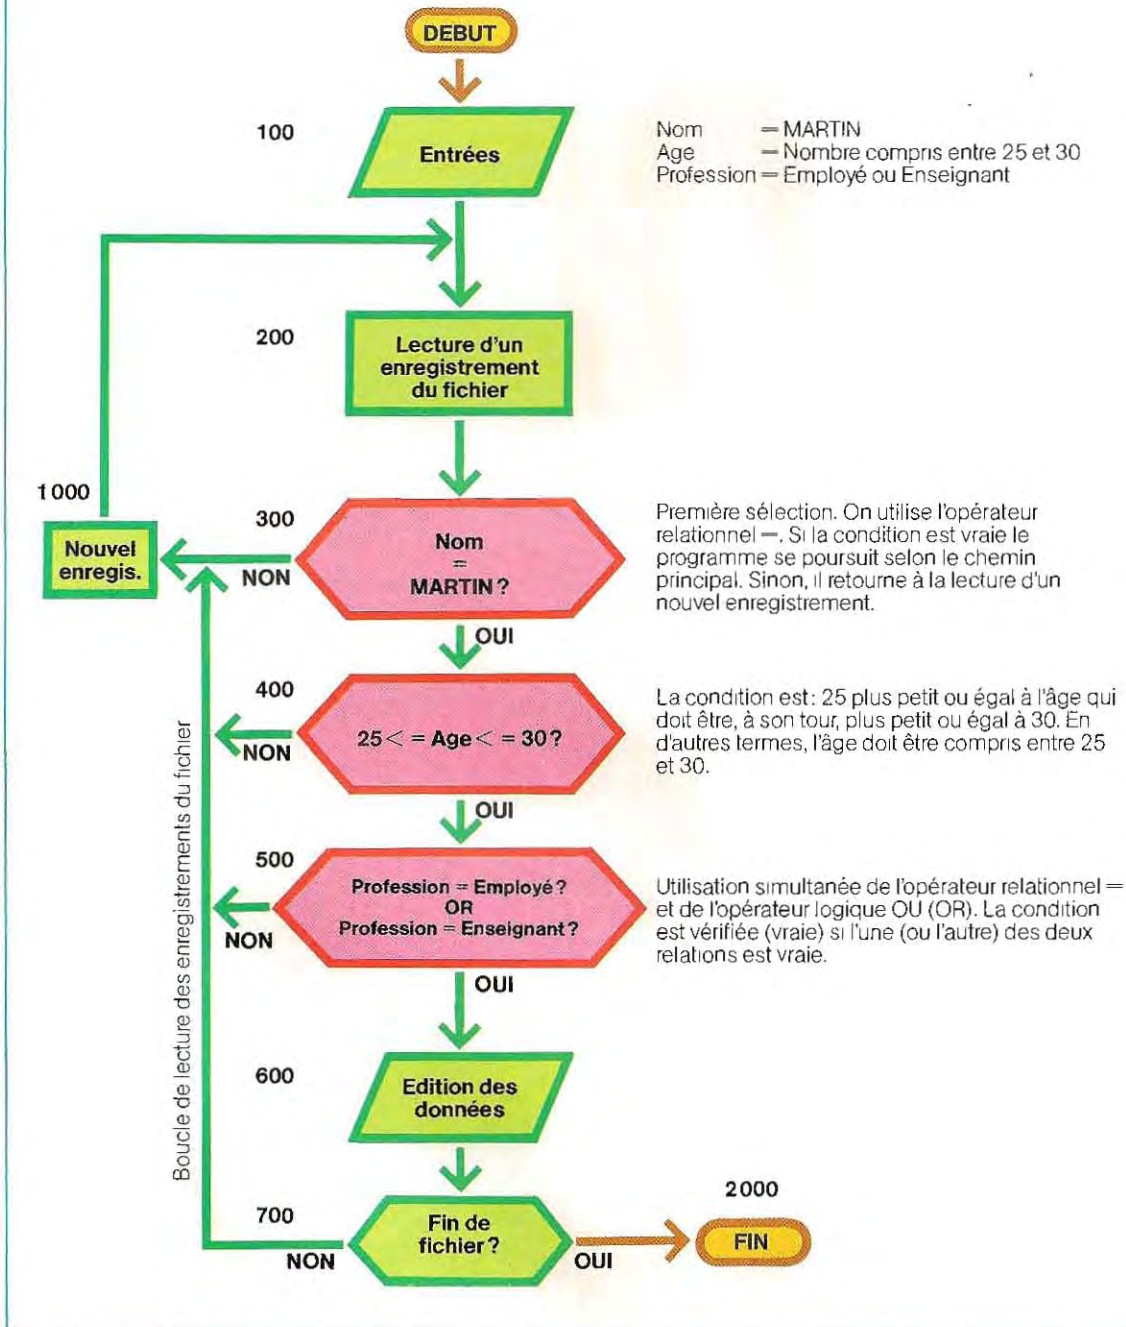 DEBUT
100
Entrées
Nom = MARTIN
Age = Nombre compris entre 25 et 30
Profession = Employé ou Enseignant
200
Lecture d'un
enregistrement
du fichier
1000
Nouvel
enregis.
300
Nom
=
MARTIN ?
NON
OUI
Première sélection. On utilise l'opérateur
relationnel =. Si la condition est vraie le
programme se poursuit selon le chemin
principal. Sinon, il retourne à la lecture d'un
nouvel enregistrement.
400
25 < = Age < = 30 ?
NON
OUI
La condition est : 25 plus petit ou égal à l'âge qui
doit être, à son tour, plus petit ou égal à 30. En
d'autres termes, l'âge doit être compris entre 25
et 30.
500
Profession = Employé ?
OR
Profession = Enseignant ?
NON
OUI
Utilisation simultanée de l'opérateur relationnel =
et de l'opérateur logique OU (OR). La condition
est vérifiée (vraie) si l'une (ou l'autre) des deux
relations est vraie.
Boucle de lecture des enregistrements du fichier
600
Edition des
données
700
Fin de
fichier ?
NON
OUI
2000
FIN